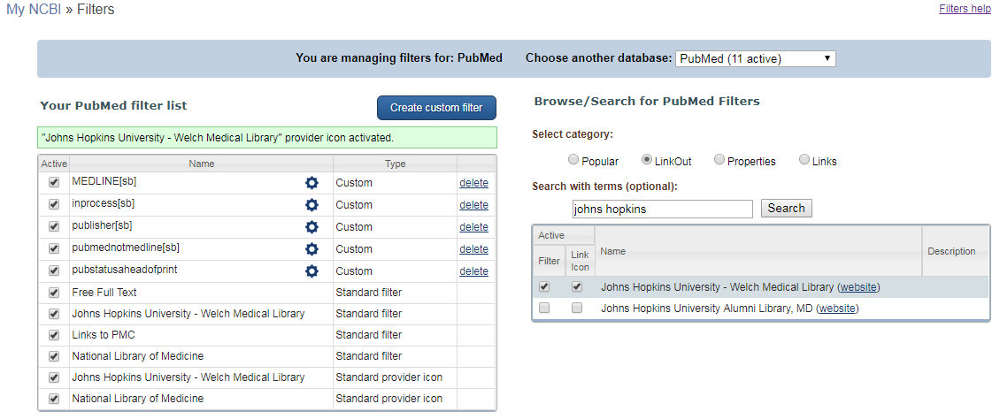 My NCBI » Filters
Filters help
You are managing filters for: PubMed Choose another database: PubMed (11 active)
Your PubMed filter list
Create custom filter
"Johns Hopkins University - Welch Medical Library" provider icon activated.
Active Name Type
MEDLINE[sb] Custom delete
inprocess[sb] Custom delete
publisher[sb] Custom delete
pubmednotmedline[sb] Custom delete
pubstatusaheadofprint Custom delete
Free Full Text Standard filter
Johns Hopkins University - Welch Medical Library Standard filter
Links to PMC Standard filter
National Library of Medicine Standard filter
Johns Hopkins University - Welch Medical Library Standard provider icon
National Library of Medicine Standard provider icon
Browse/Search for PubMed Filters
Select category:
Popular LinkOut Properties Links
Search with terms (optional):
johns hopkins Search
Active
Filter Link Icon Name Description
Johns Hopkins University - Welch Medical Library (website)
Johns Hopkins University Alumni Library, MD (website)